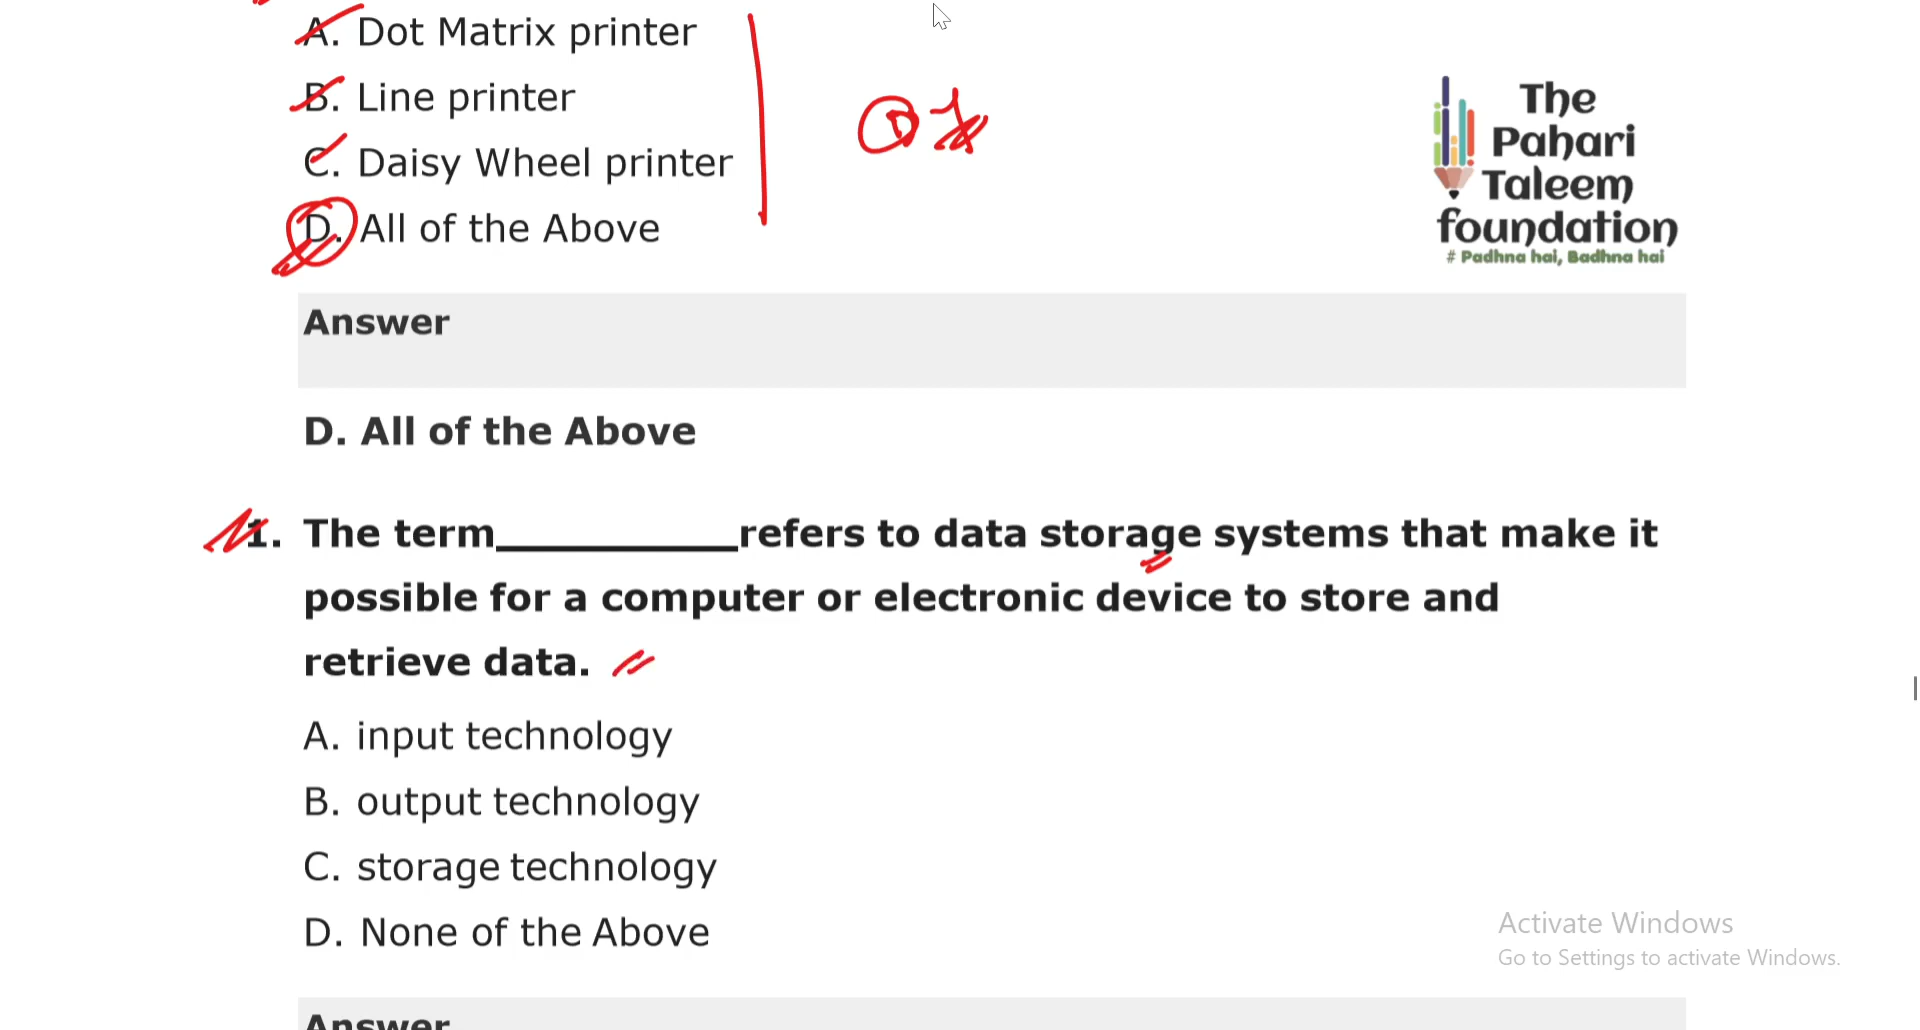 A. Dot Matrix printer
B. Line printer
C. Daisy Wheel printer
D. All of the Above
D
The
Pahari
Taleem
foundation
# Padhna hai, Badhna hai
Answer
D. All of the Above
1. The term__________refers to data storage systems that make it
possible for a computer or electronic device to store and
retrieve data.
A. input technology
B. output technology
C. storage technology
D. None of the Above
Activate Windows
Go to Settings to activate Windows.
Answer